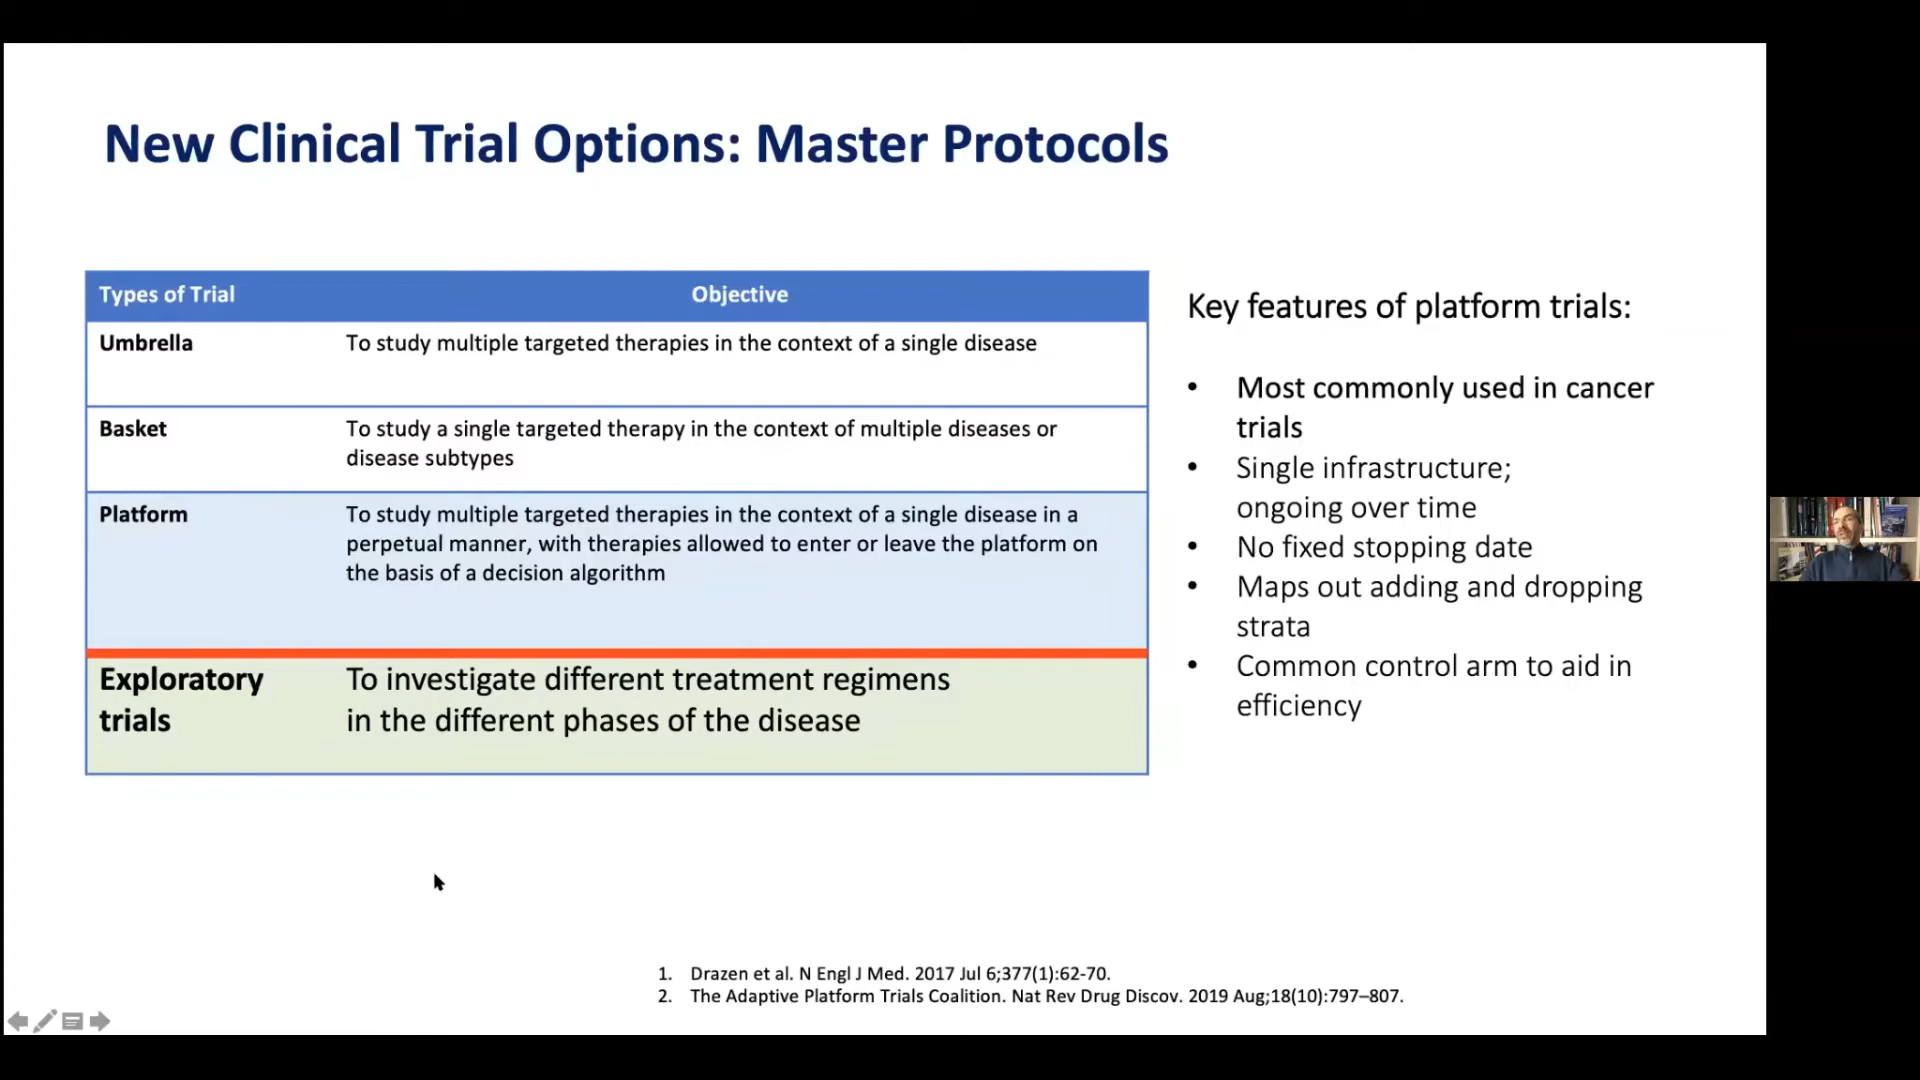 New Clinical Trial Options: Master Protocols
Types of Trial Objective
Umbrella To study multiple targeted therapies in the context of a single disease
Basket To study a single targeted therapy in the context of multiple diseases or
disease subtypes
Platform To study multiple targeted therapies in the context of a single disease in a
perpetual manner, with therapies allowed to enter or leave the platform on
the basis of a decision algorithm
Exploratory To investigate different treatment regimens
trials in the different phases of the disease
Key features of platform trials:
• Most commonly used in cancer
trials
• Single infrastructure;
ongoing over time
• No fixed stopping date
• Maps out adding and dropping
strata
• Common control arm to aid in
efficiency
1. Drazen et al. N Engl J Med. 2017 Jul 6;377(1):62-70.
2. The Adaptive Platform Trials Coalition. Nat Rev Drug Discov. 2019 Aug;18(10):797–807.